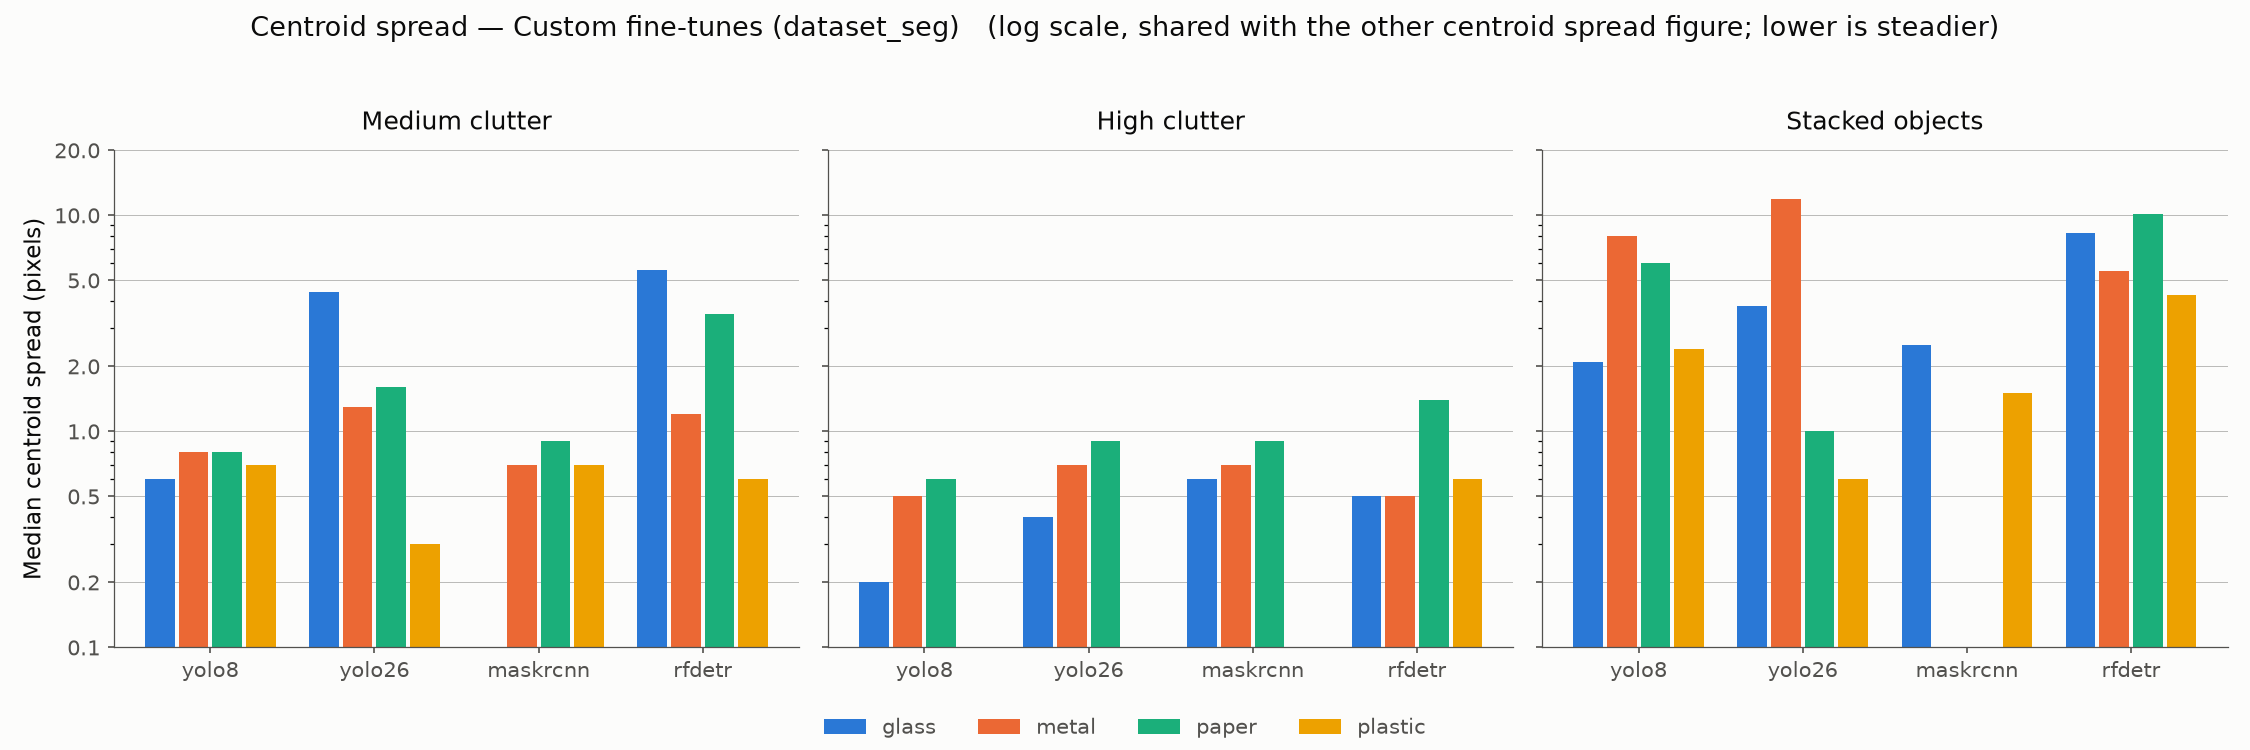 Centroid spread — Custom fine-tunes (dataset_seg)   (log scale, shared with the other centroid spread figure; lower is steadier)
Medium clutter
High clutter
Stacked objects
Median centroid spread (pixels)
20.0
10.0
5.0
2.0
1.0
0.5
0.2
0.1
yolo8 yolo26 maskrcnn rfdetr
yolo8 yolo26 maskrcnn rfdetr
yolo8 yolo26 maskrcnn rfdetr
glass metal paper plastic